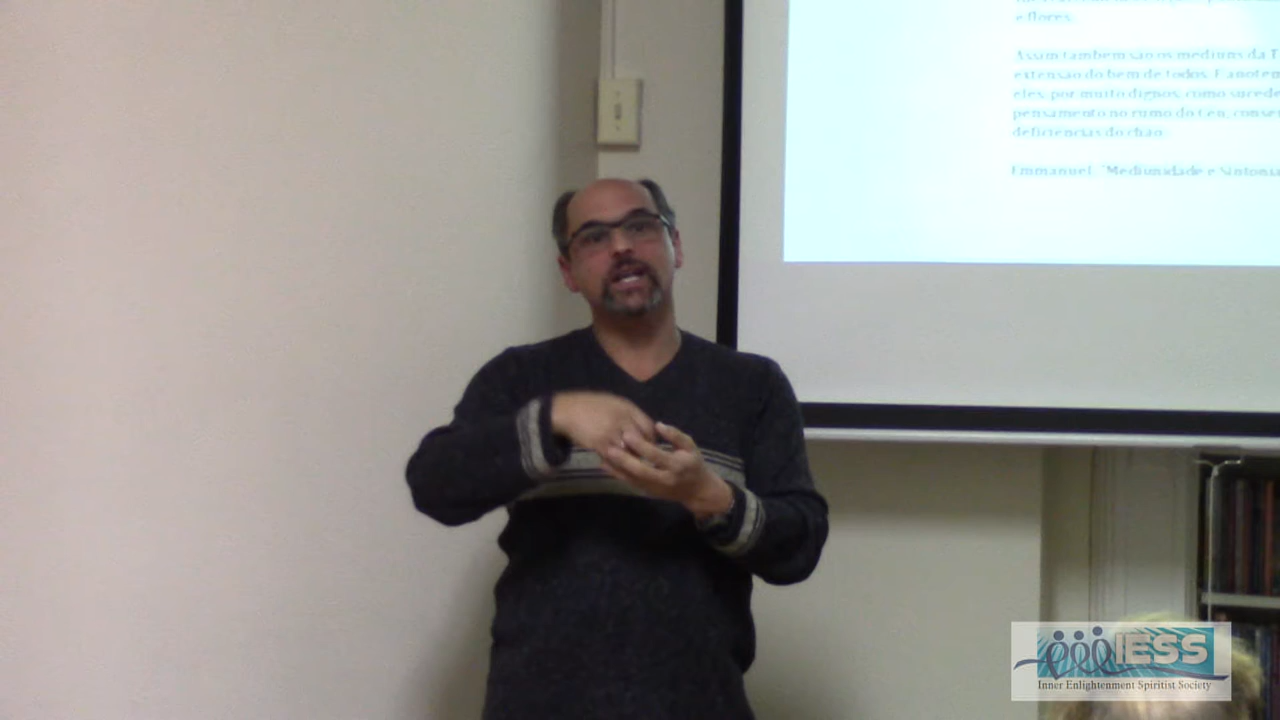 e flores.
Assim também são os médiuns da T
extensão do bem de todos. E anotem
eles, por muito dignos, como sucede
pensamento no rumo do Céu, conse
deficiências do chão.
Emmanuel, "Mediunidade e Sintonia
IESS
Inner Enlightenment Spiritist Society